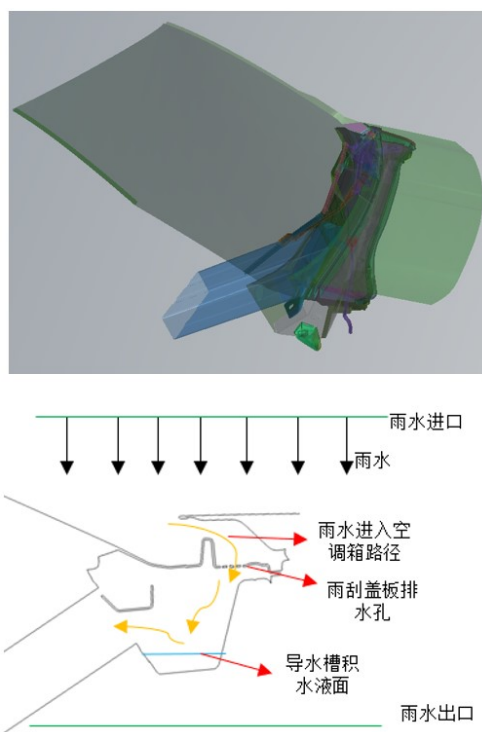 雨水进口
雨水
雨水进入空
调箱路径
雨刮盖板排
水孔
导水槽积
水液面
雨水出口